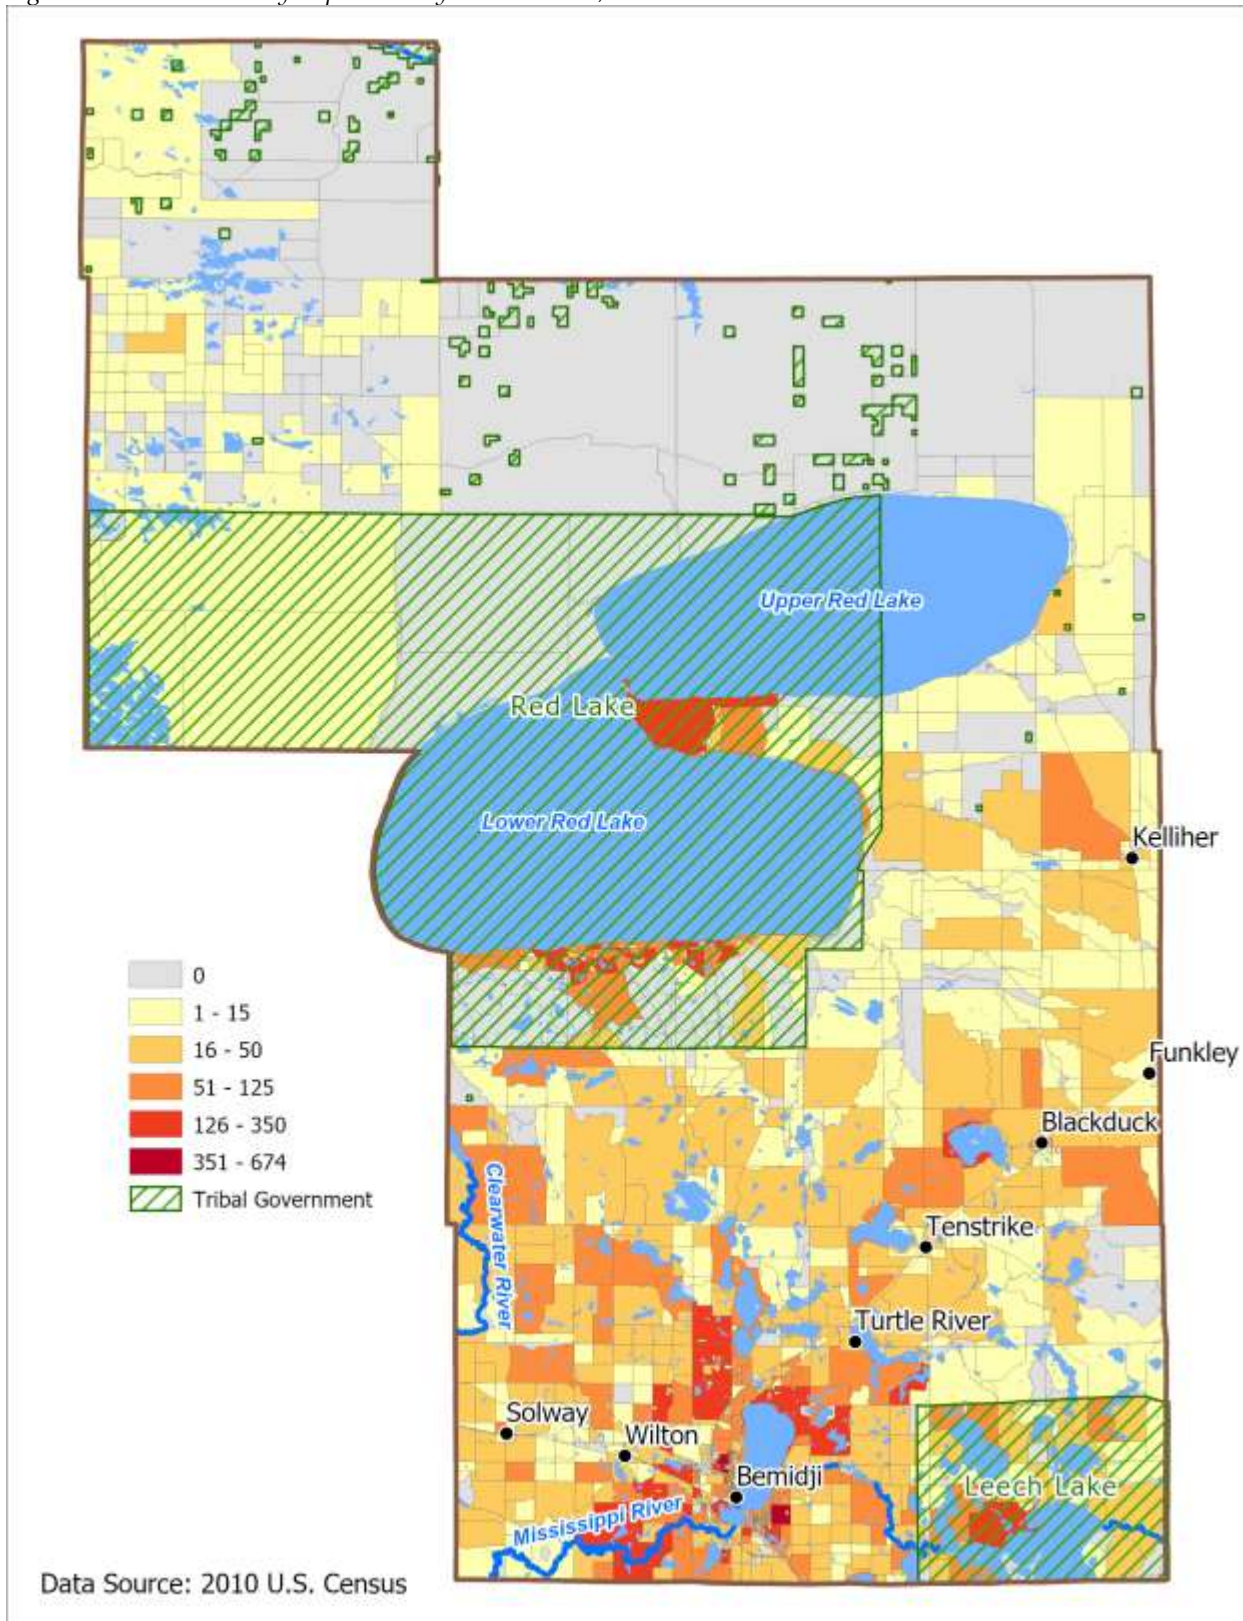 Upper Red Lake
Red Lake
Lower Red Lake
Kelliher
0
1 - 15
16 - 50
51 - 125
126 - 350
351 - 674
Tribal Government
Funkley
Blackduck
Clearwater River
Tenstrike
Turtle River
Solway
Wilton
Bemidji
Leech Lake
Mississippi River
Data Source: 2010 U.S. Census